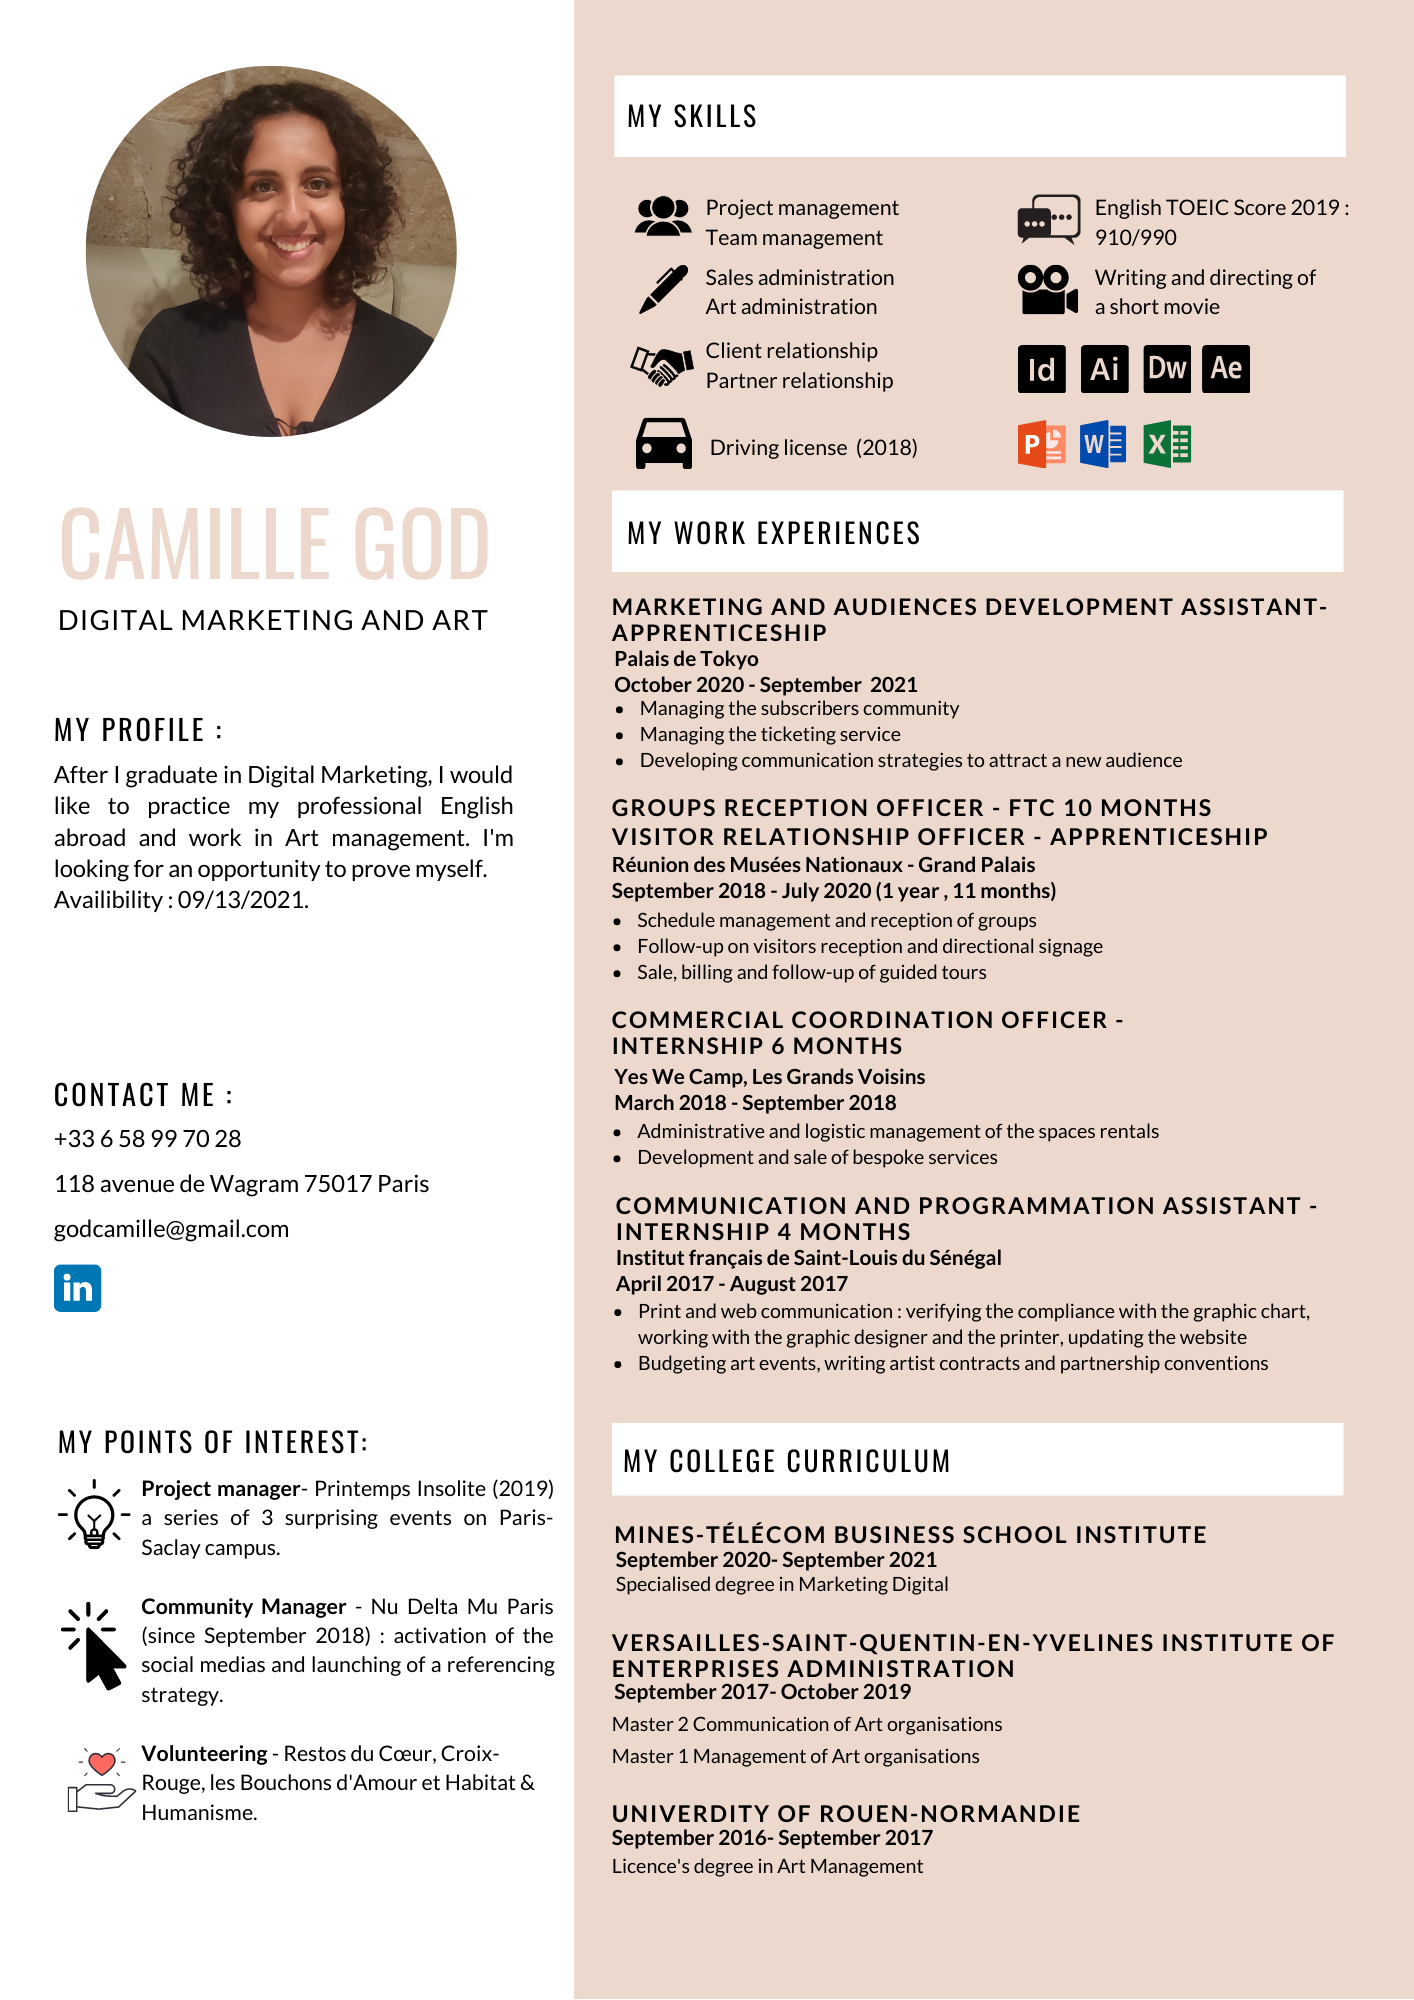 CAMILLE GOD
DIGITAL MARKETING AND ART
MY PROFILE :
After I graduate in Digital Marketing, I would
like to practice my professional English
abroad and work in Art management. I'm
looking for an opportunity to prove myself.
Availibility : 09/13/2021.
CONTACT ME :
+33 6 58 99 70 28
118 avenue de Wagram 75017 Paris
godcamille@gmail.com
in
MY POINTS OF INTEREST:
Project manager- Printemps Insolite (2019)
a series of 3 surprising events on Paris-
Saclay campus.
Community Manager - Nu Delta Mu Paris
(since September 2018) : activation of the
social medias and launching of a referencing
strategy.
Volunteering - Restos du Cœur, Croix-
Rouge, les Bouchons d'Amour et Habitat &
Humanisme.
MY SKILLS
Project management
Team management
Sales administration
Art administration
Client relationship
Partner relationship
Driving license (2018)
English TOEIC Score 2019 :
910/990
Writing and directing of
a short movie
Id Ai Dw Ae
P W X
MY WORK EXPERIENCES
MARKETING AND AUDIENCES DEVELOPMENT ASSISTANT-
APPRENTICESHIP
Palais de Tokyo
October 2020 - September 2021
• Managing the subscribers community
• Managing the ticketing service
• Developing communication strategies to attract a new audience
GROUPS RECEPTION OFFICER - FTC 10 MONTHS
VISITOR RELATIONSHIP OFFICER - APPRENTICESHIP
Réunion des Musées Nationaux - Grand Palais
September 2018 - July 2020 (1 year , 11 months)
• Schedule management and reception of groups
• Follow-up on visitors reception and directional signage
• Sale, billing and follow-up of guided tours
COMMERCIAL COORDINATION OFFICER -
INTERNSHIP 6 MONTHS
Yes We Camp, Les Grands Voisins
March 2018 - September 2018
• Administrative and logistic management of the spaces rentals
• Development and sale of bespoke services
COMMUNICATION AND PROGRAMMATION ASSISTANT -
INTERNSHIP 4 MONTHS
Institut français de Saint-Louis du Sénégal
April 2017 - August 2017
• Print and web communication : verifying the compliance with the graphic chart,
working with the graphic designer and the printer, updating the website
• Budgeting art events, writing artist contracts and partnership conventions
MY COLLEGE CURRICULUM
MINES-TÉLÉCOM BUSINESS SCHOOL INSTITUTE
September 2020- September 2021
Specialised degree in Marketing Digital
VERSAILLES-SAINT-QUENTIN-EN-YVELINES INSTITUTE OF
ENTERPRISES ADMINISTRATION
September 2017- October 2019
Master 2 Communication of Art organisations
Master 1 Management of Art organisations
UNIVERDITY OF ROUEN-NORMANDIE
September 2016- September 2017
Licence's degree in Art Management